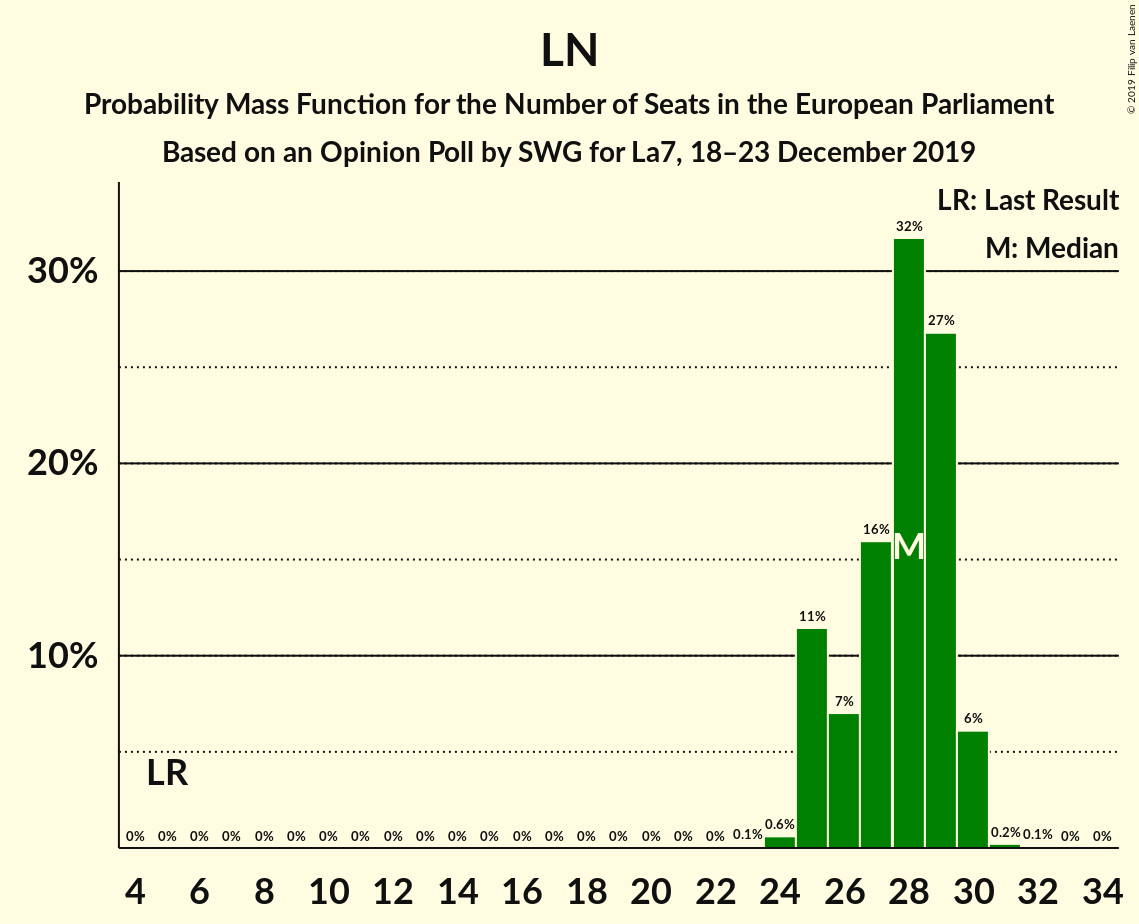 LN
Probability Mass Function for the Number of Seats in the European Parliament
Based on an Opinion Poll by SWG for La7, 18–23 December 2019
© 2019 Filip van Laenen
LR: Last Result
M: Median
30%
20%
10%
32%
27%
16%
M
11%
7%
6%
LR
0% 0% 0% 0% 0% 0% 0% 0% 0% 0% 0% 0% 0% 0% 0% 0% 0% 0% 0% 0.1% 0.6% 0.2% 0.1% 0% 0%
4 6 8 10 12 14 16 18 20 22 24 26 28 30 32 34